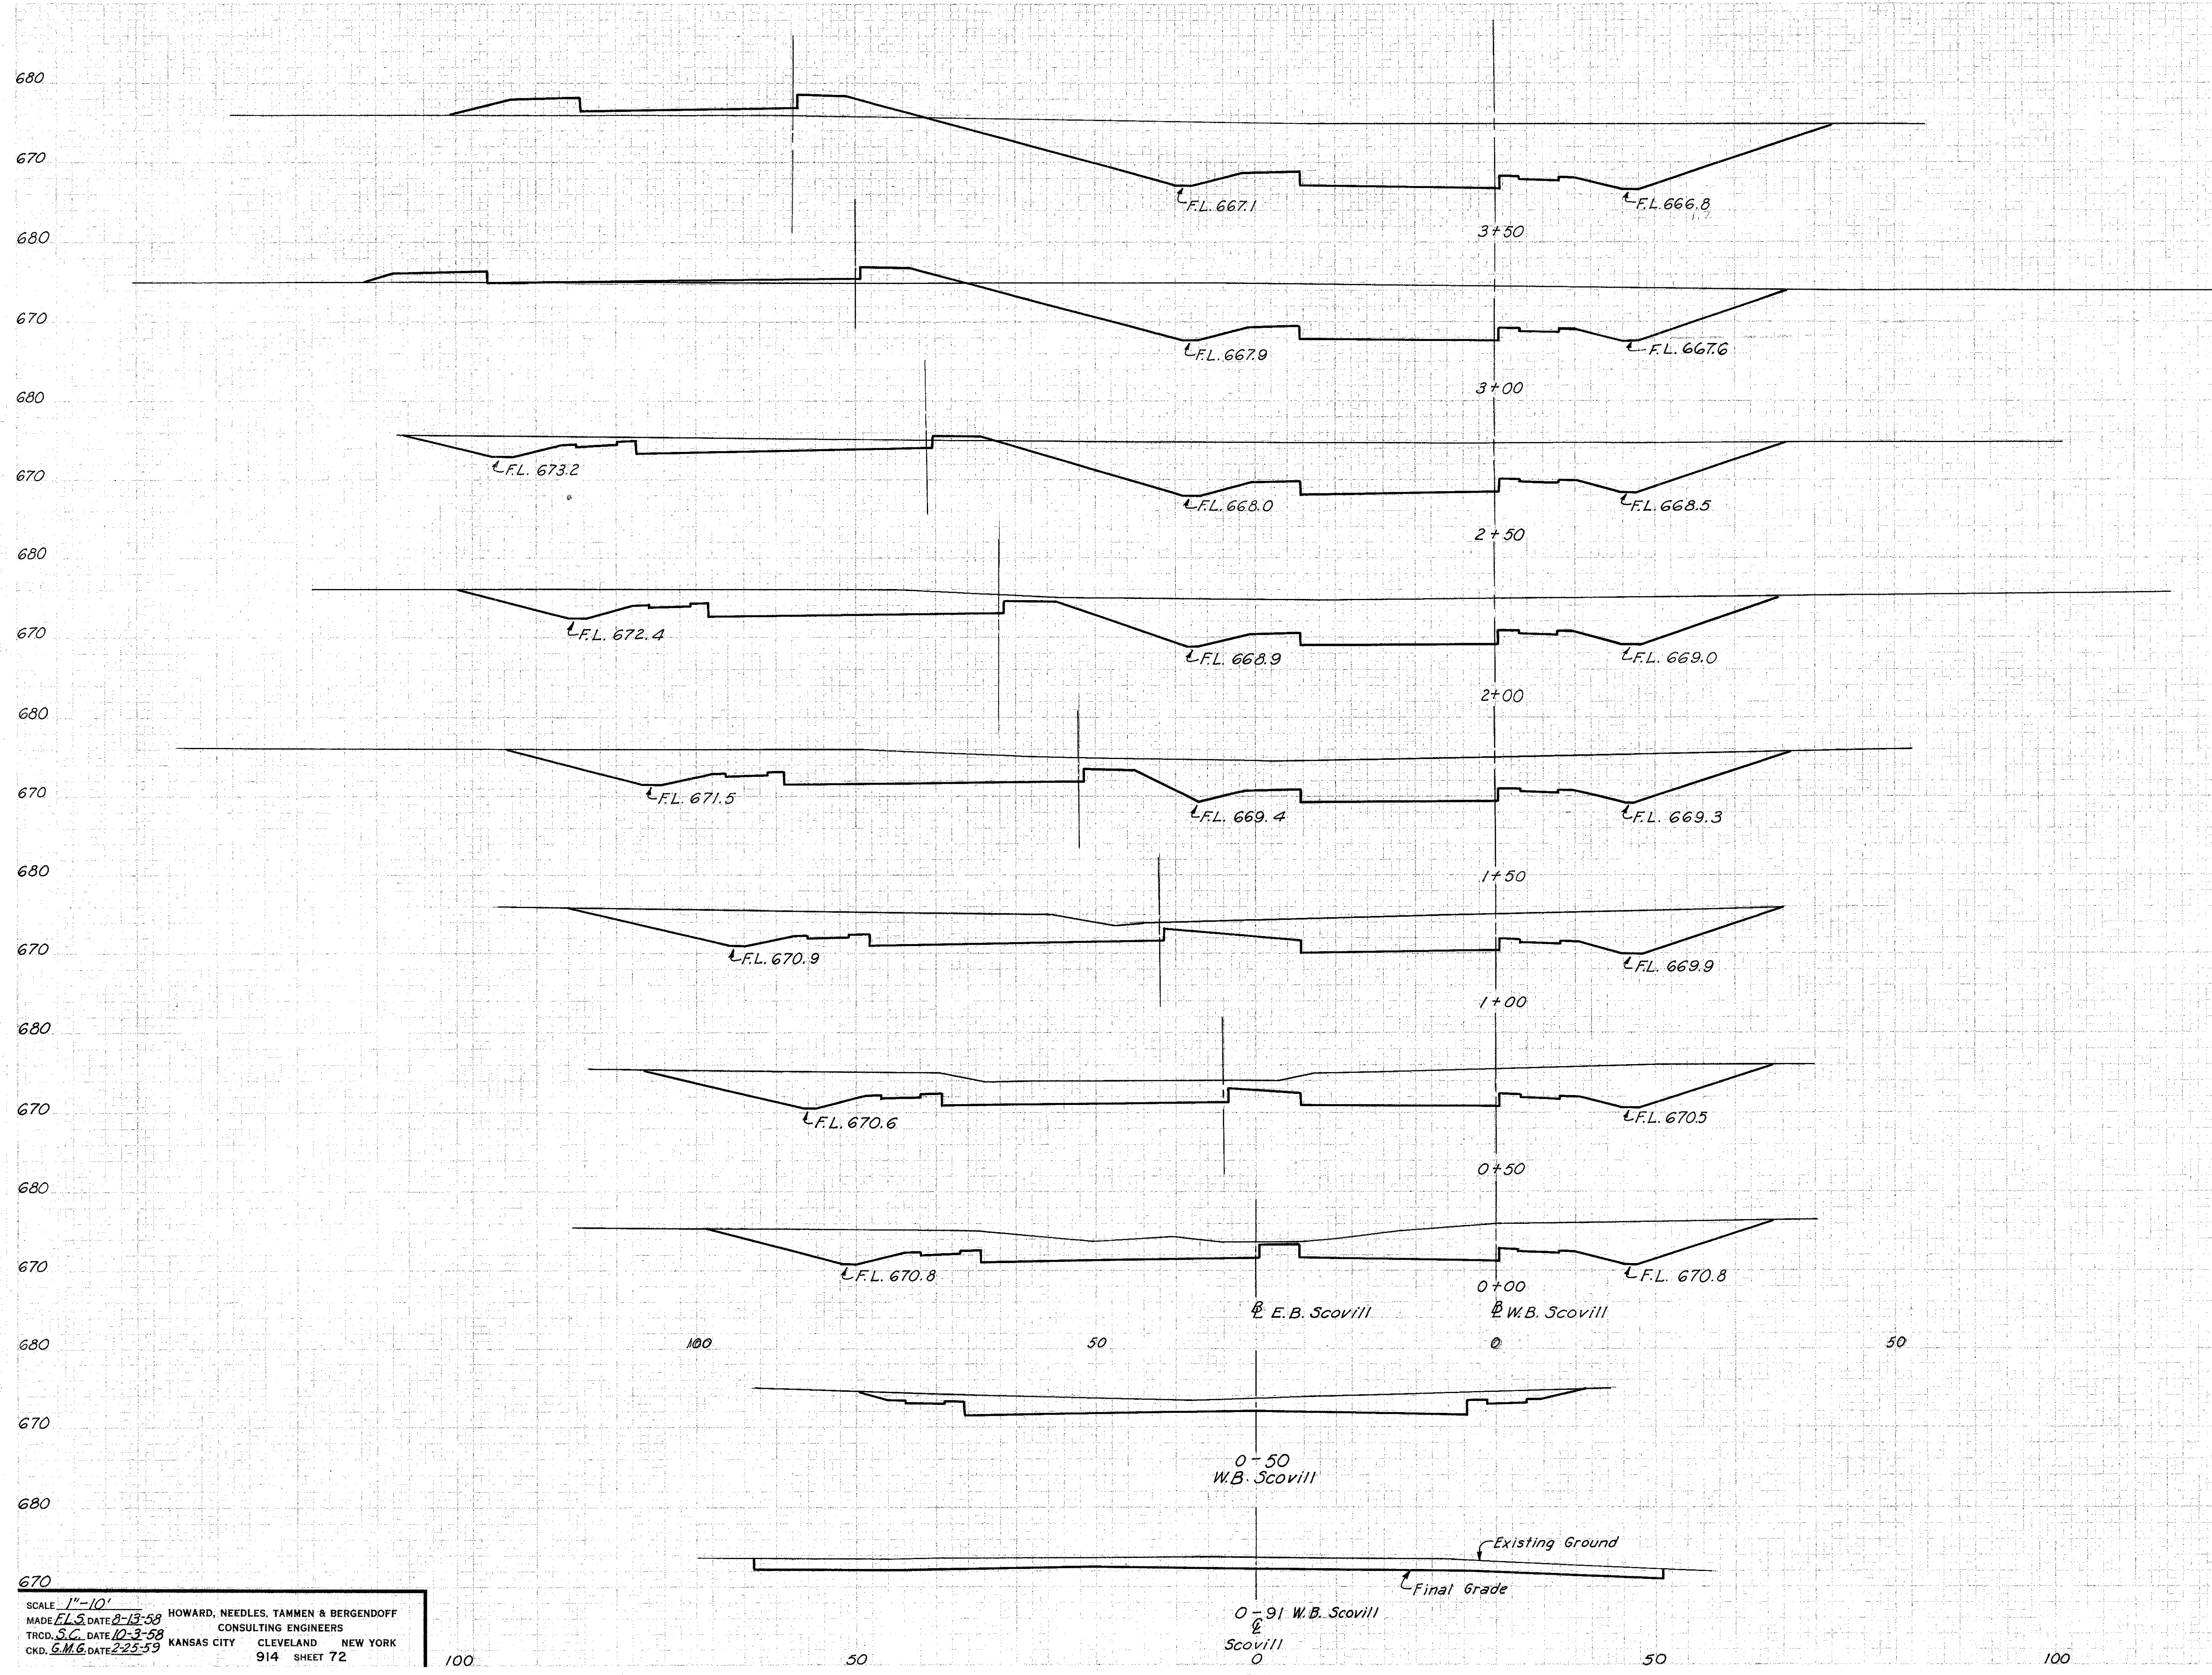 680
670
F.L. 667.1
F.L. 666.8
3+50
680
670
F.L. 667.9
F.L. 667.6
3+00
680
670
F.L. 673.2
F.L. 668.0
F.L. 668.5
2+50
680
670
F.L. 672.4
F.L. 668.9
F.L. 669.0
2+00
680
670
F.L. 671.5
F.L. 669.4
F.L. 669.3
1+50
680
670
F.L. 670.9
F.L. 669.9
1+00
680
670
F.L. 670.6
F.L. 670.5
0+50
680
670
F.L. 670.8
F.L. 670.8
0+00
E.B. Scovill
W.B. Scovill
100 50 0 50
680
670
0-50
W.B. Scovill
680
Existing Ground
670
Final Grade
0-91 W.B. Scovill
Scovill
100 50 0 50 100
SCALE 1"-10'
MADE F.L.S. DATE 8-13-58
TRCD. S.C. DATE 10-3-58
CKD. G.M.G. DATE 2-25-59
HOWARD, NEEDLES, TAMMEN & BERGENDOFF
CONSULTING ENGINEERS
KANSAS CITY CLEVELAND NEW YORK
914 SHEET 72